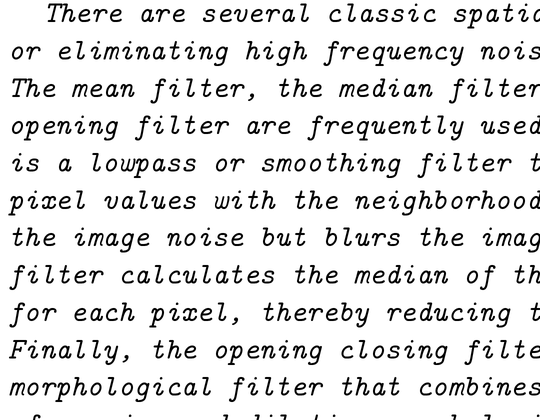 There are several classic spatia
or eliminating high frequency nois
The mean filter, the median filter
opening filter are frequently used
is a lowpass or smoothing filter t
pixel values with the neighborhood
the image noise but blurs the imag
filter calculates the median of th
for each pixel, thereby reducing t
Finally, the opening closing filte
morphological filter that combines